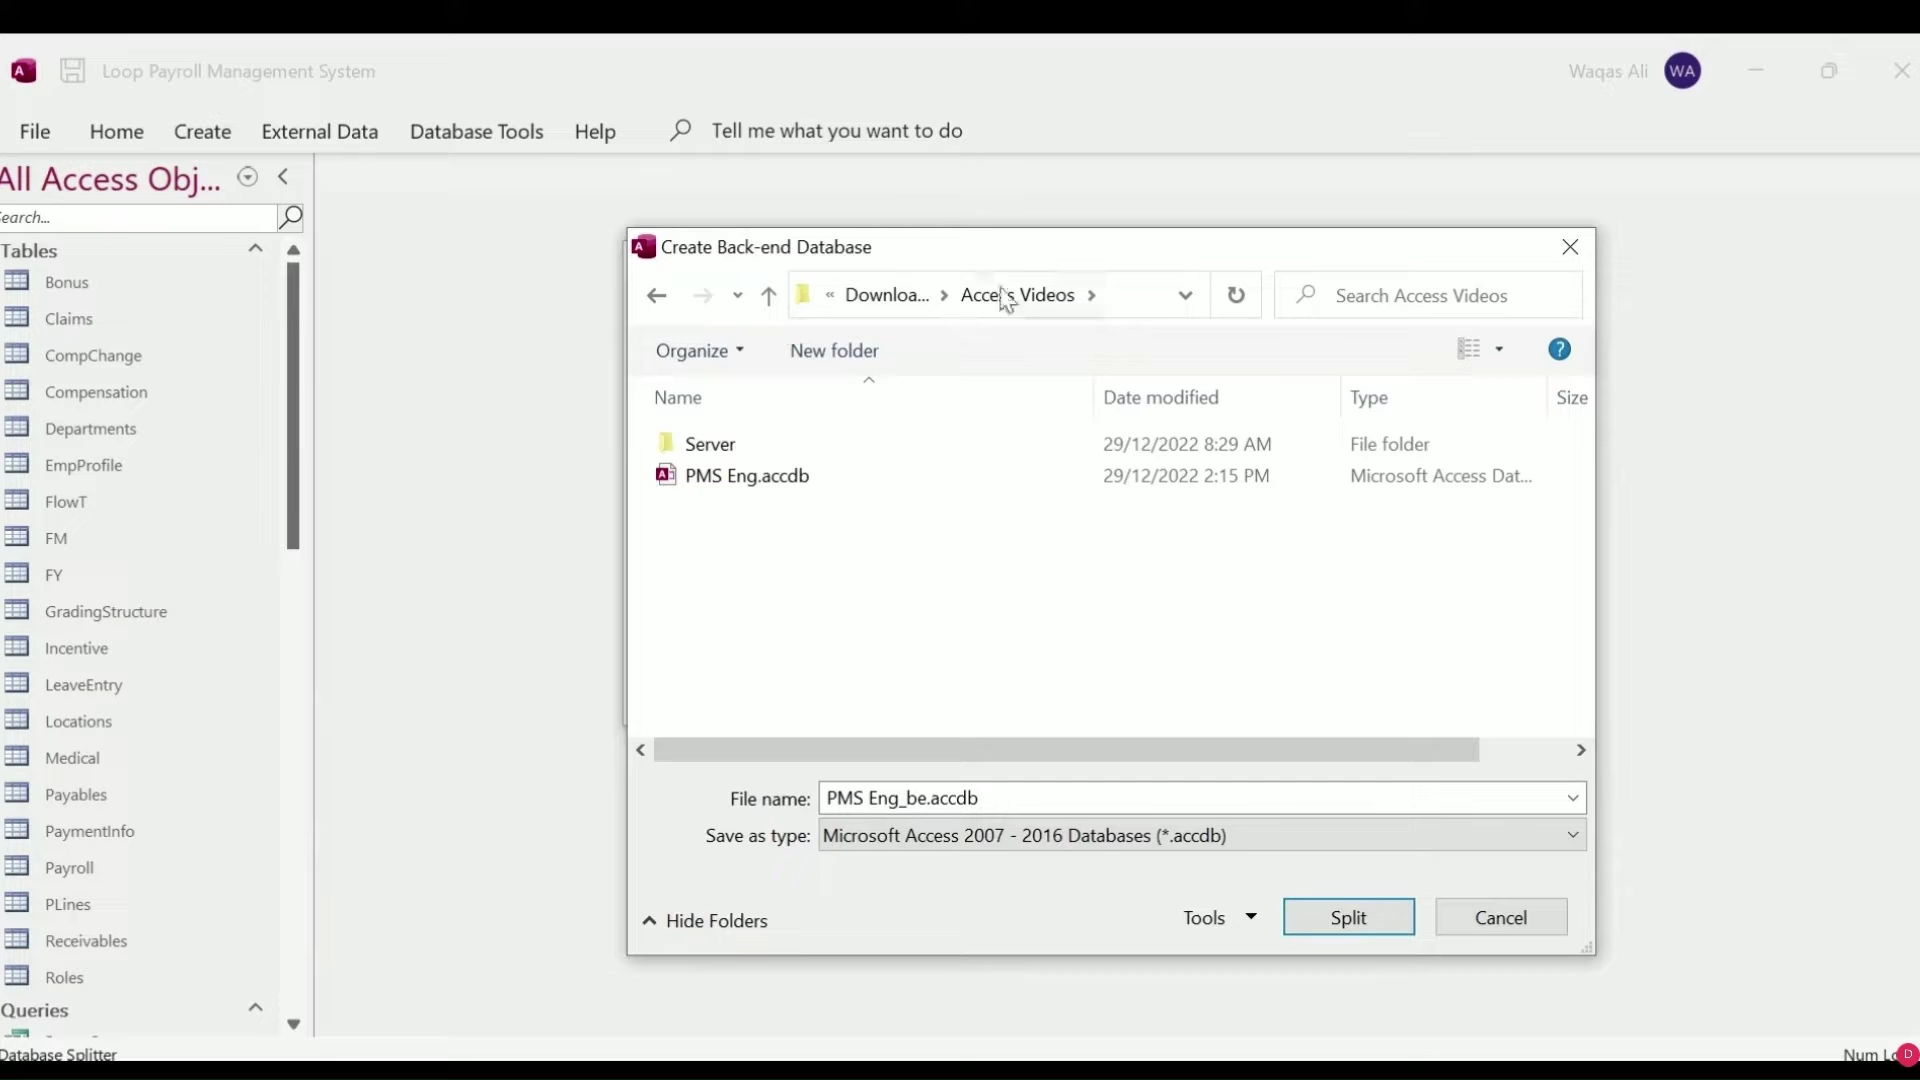 A
Loop Payroll Management System
Waqas Ali
WA
File
Home
Create
External Data
Database Tools
Help
Tell me what you want to do
All Access Obj...
Search...
Tables
Bonus
Claims
CompChange
Compensation
Departments
EmpProfile
FlowT
FM
FY
GradingStructure
Incentive
LeaveEntry
Locations
Medical
Payables
PaymentInfo
Payroll
PLines
Receivables
Roles
Queries
Database Splitter
Create Back-end Database
« Downloa... > Access Videos >
Search Access Videos
Organize
New folder
?
Name Date modified Type Size
Server 29/12/2022 8:29 AM File folder
PMS Eng.accdb 29/12/2022 2:15 PM Microsoft Access Dat...
File name: PMS Eng_be.accdb
Save as type: Microsoft Access 2007 - 2016 Databases (*.accdb)
Hide Folders
Tools
Split
Cancel
Num Lo
D